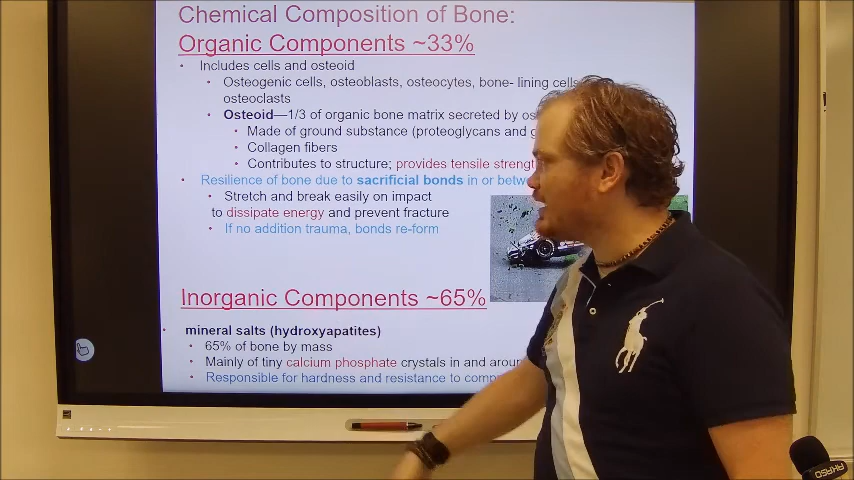 Chemical Composition of Bone:
Organic Components ~33%
• Includes cells and osteoid
• Osteogenic cells, osteoblasts, osteocytes, bone- lining cells
osteoclasts
• Osteoid—1/3 of organic bone matrix secreted by
• Made of ground substance (proteoglycans and
• Collagen fibers
• Contributes to structure; provides tensile
• Resilience of bone due to sacrificial bonds in or
• Stretch and break easily on impact
to dissipate energy and prevent fracture
• If no addition trauma, bonds re-form
Inorganic Components ~65%
• mineral salts (hydroxyapatites)
• 65% of bone by mass
• Mainly of tiny calcium phosphate crystals in and
• Responsible for hardness and resistance to
AKASO